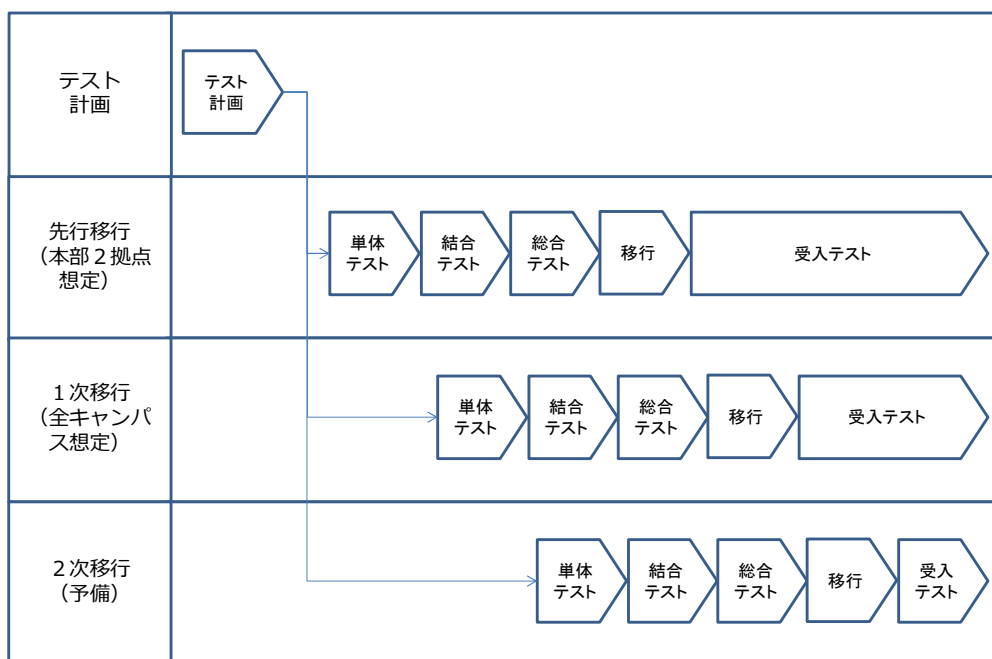 テスト
計画
テスト
計画
先行移行
（本部２拠点
想定）
単体
テスト
結合
テスト
総合
テスト
移行
受入テスト
１次移行
（全キャンパ
ス想定）
単体
テスト
結合
テスト
総合
テスト
移行
受入テスト
２次移行
（予備）
単体
テスト
結合
テスト
総合
テスト
移行
受入
テスト